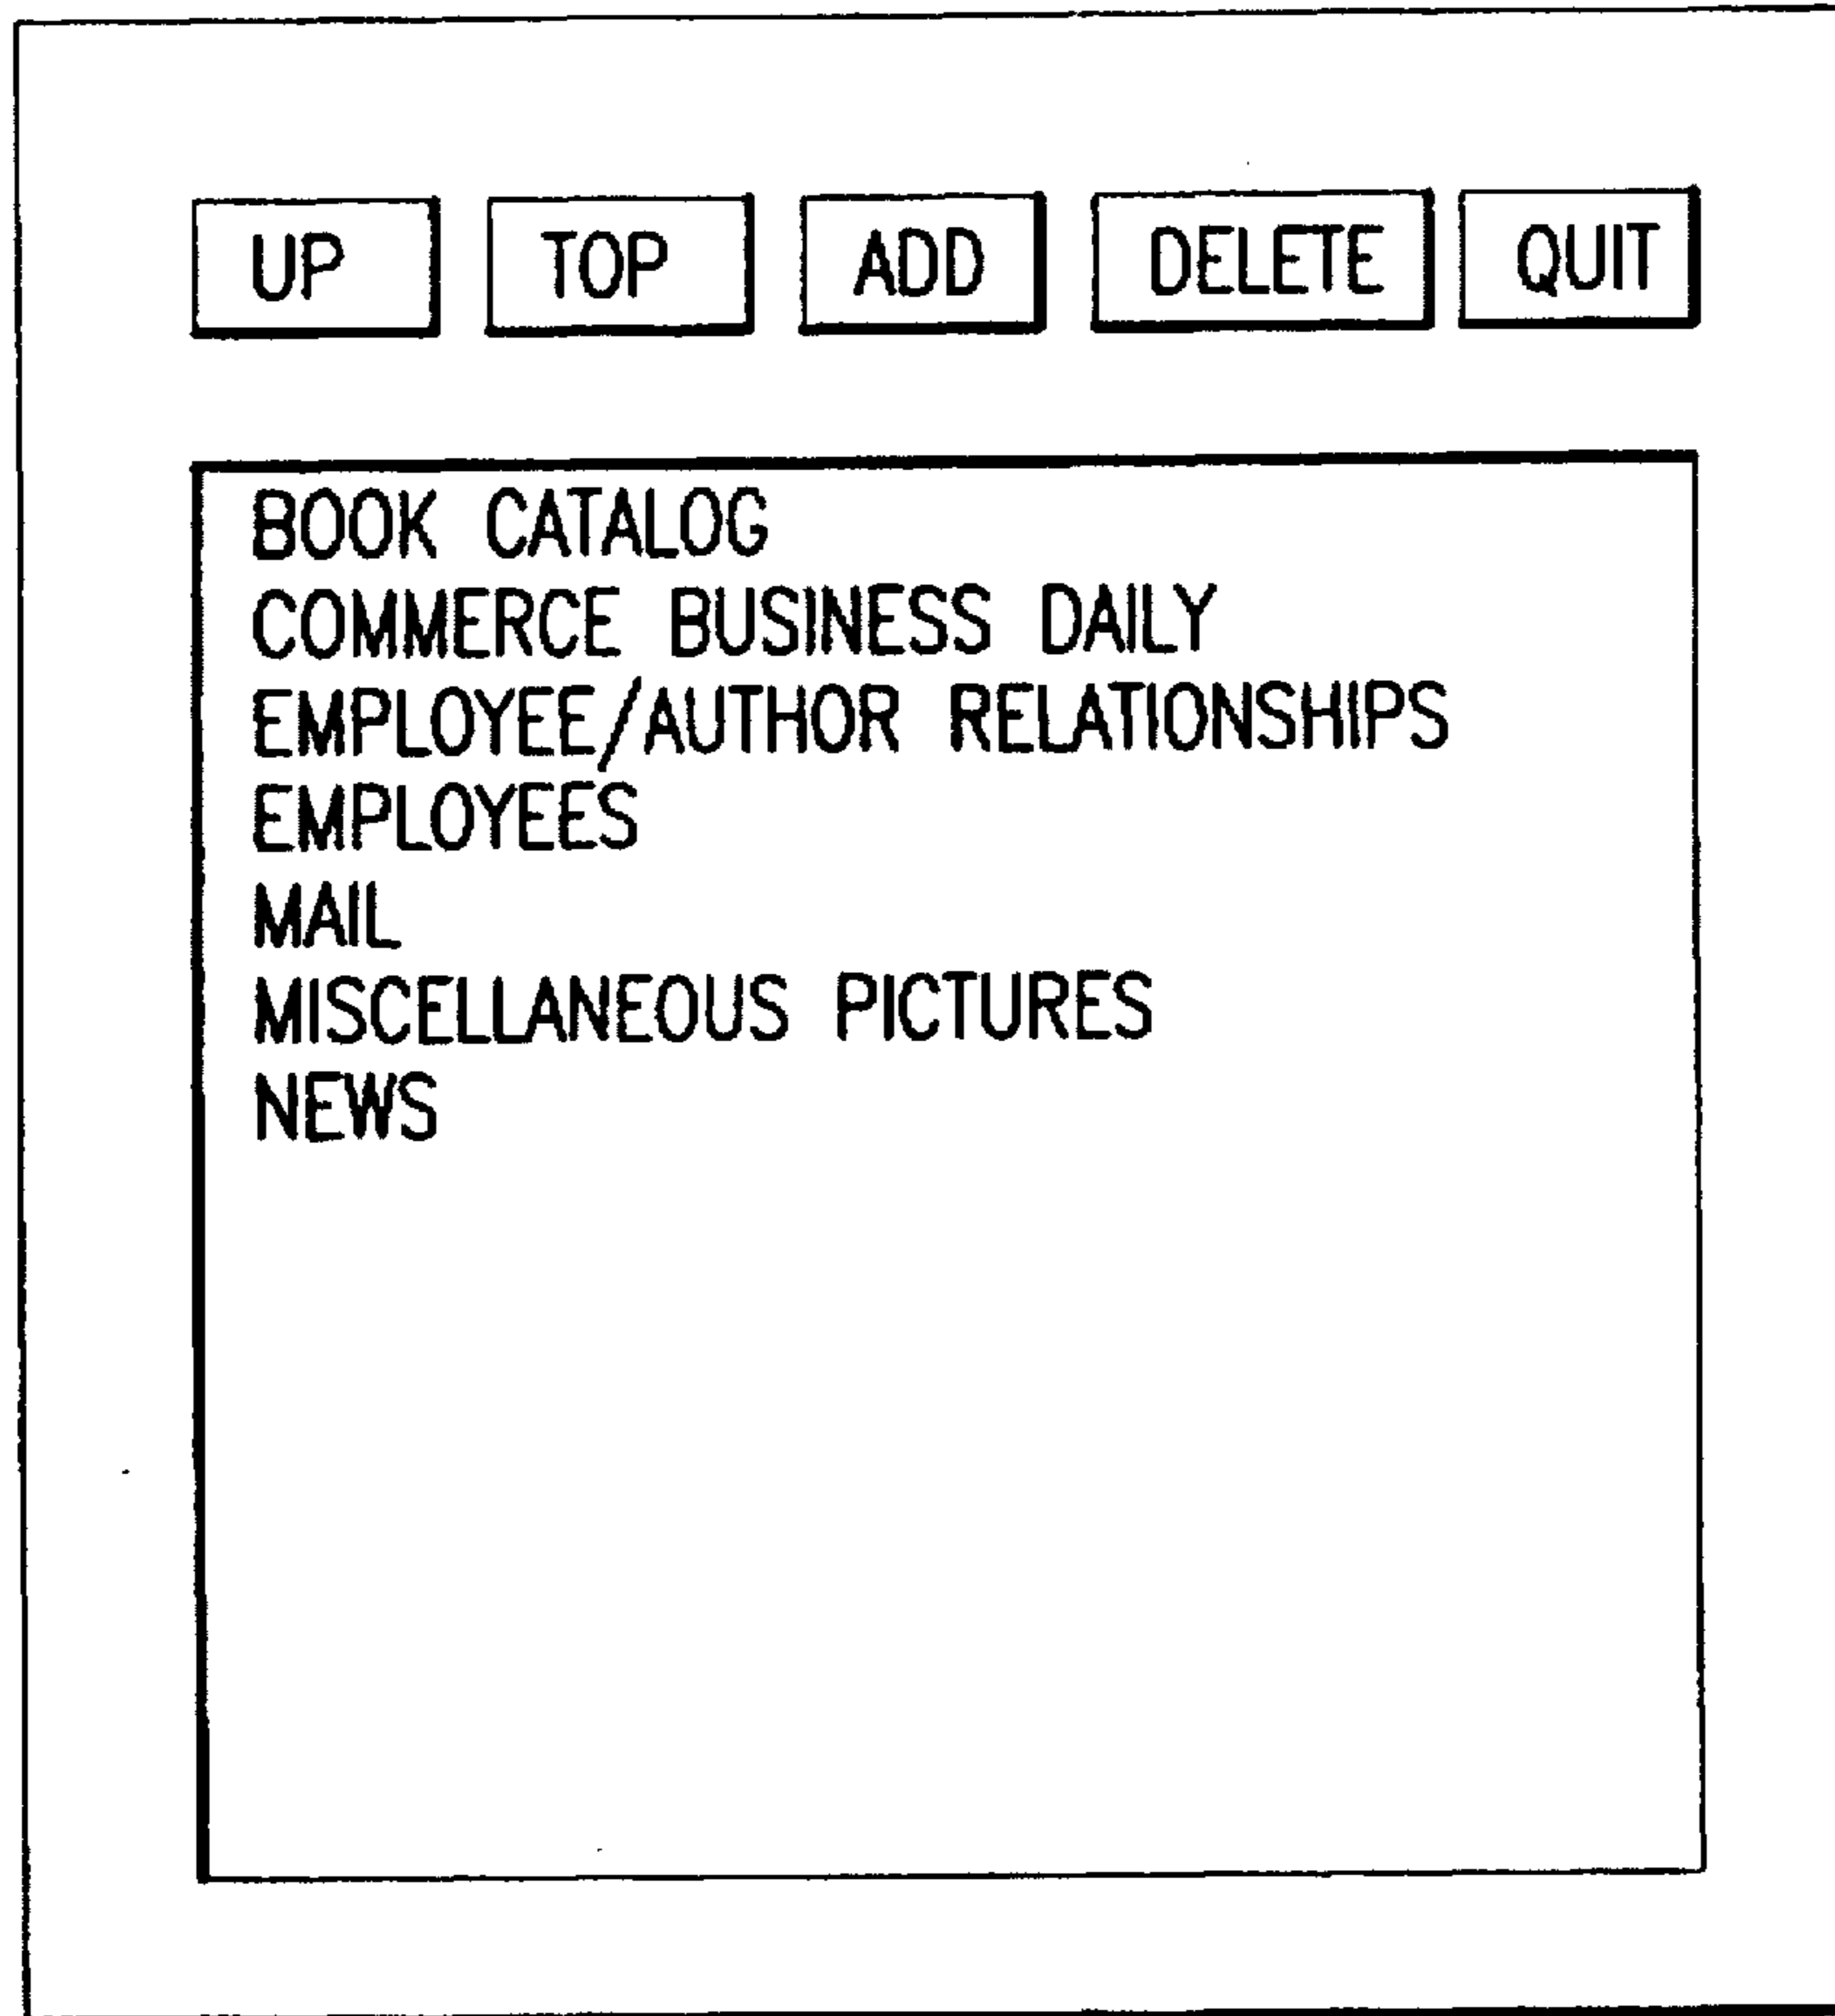 UP TOP ADD DELETE QUIT
BOOK CATALOG
COMMERCE BUSINESS DAILY
EMPLOYEE/AUTHOR RELATIONSHIPS
EMPLOYEES
MAIL
MISCELLANEOUS PICTURES
NEWS